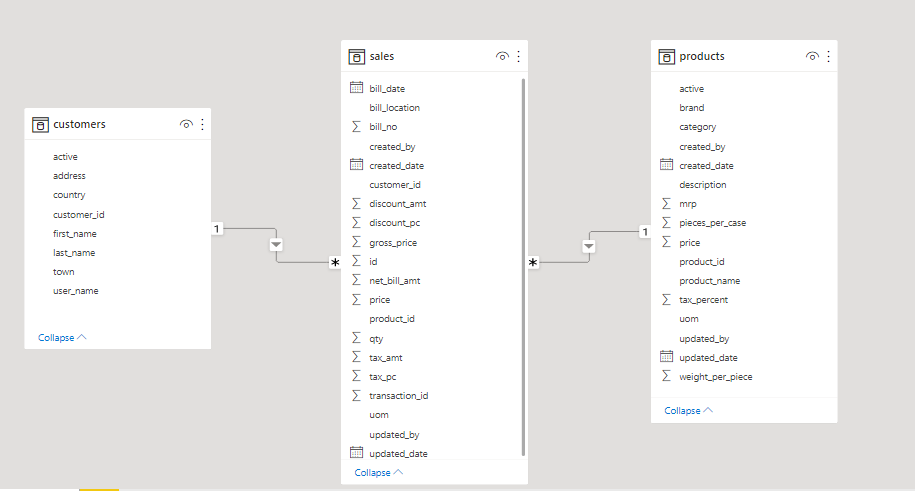 customers
active
address
country
customer_id
first_name
last_name
town
user_name
Collapse
1
*
sales
bill_date
bill_location
bill_no
created_by
created_date
customer_id
discount_amt
discount_pc
gross_price
id
net_bill_amt
price
product_id
qty
tax_amt
tax_pc
transaction_id
uom
updated_by
updated_date
Collapse
*
1
products
active
brand
category
created_by
created_date
description
mrp
pieces_per_case
price
product_id
product_name
tax_percent
uom
updated_by
updated_date
weight_per_piece
Collapse